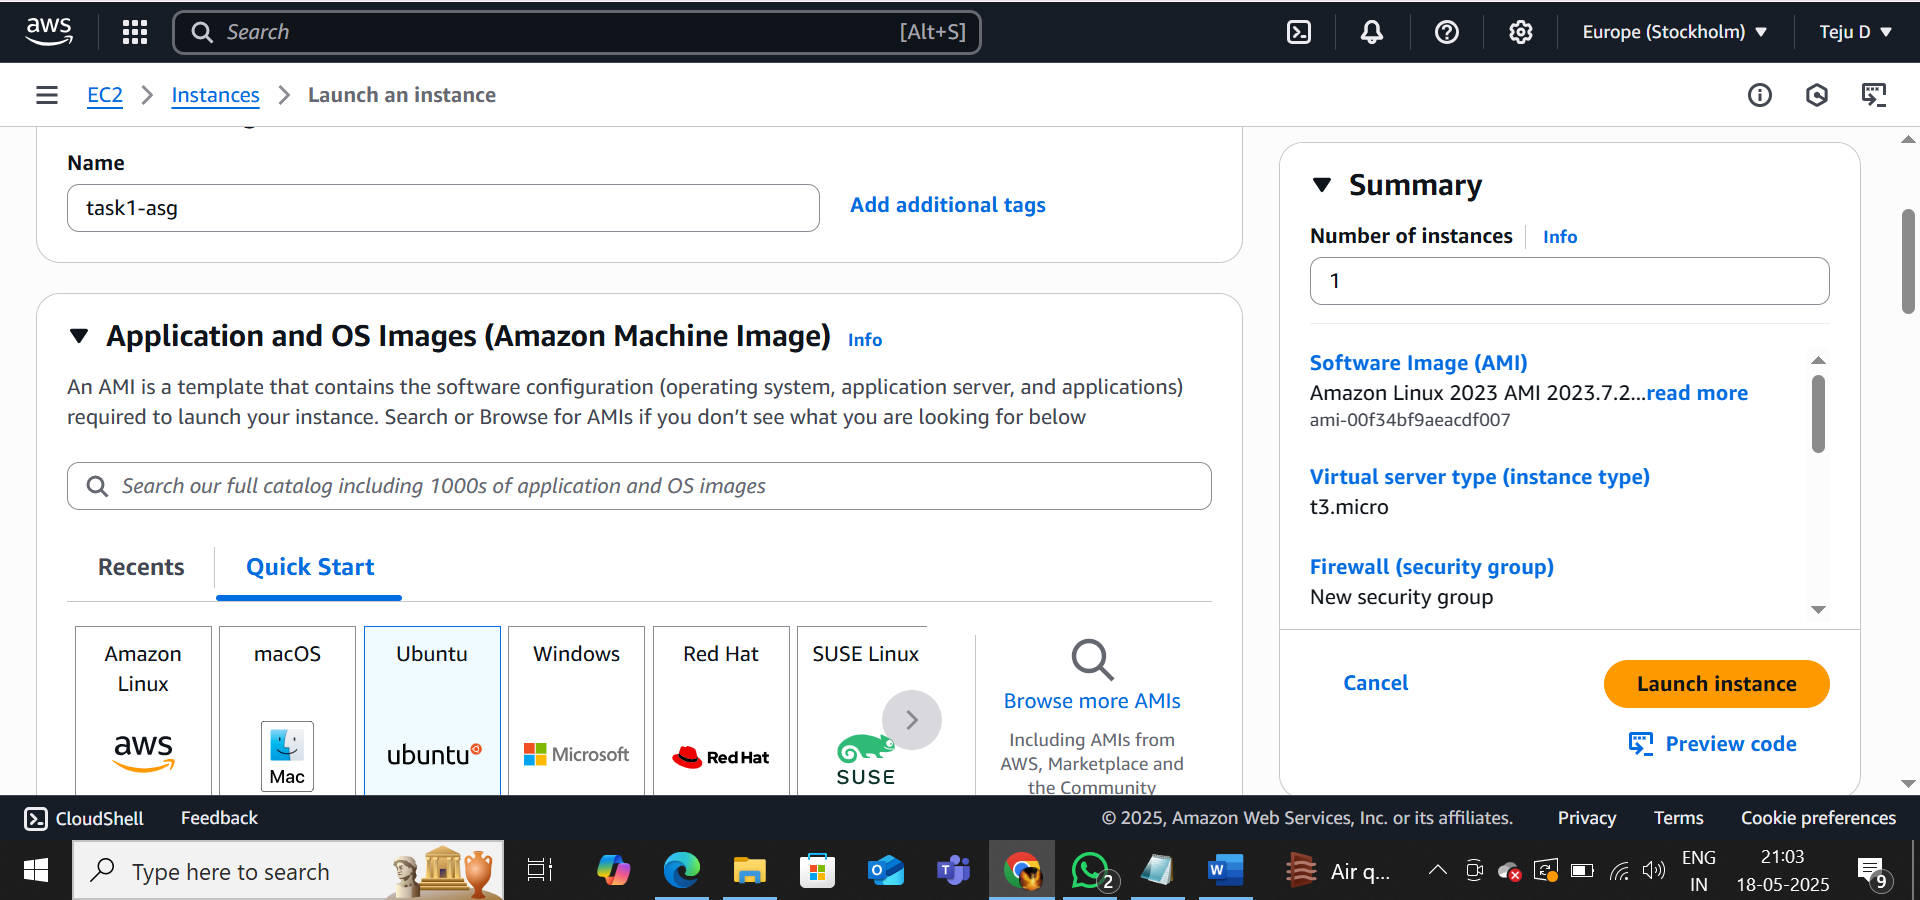 aws
Search
[Alt+S]
Europe (Stockholm)
Teju D
EC2
Instances
Launch an instance
Name
task1-asg
Add additional tags
Application and OS Images (Amazon Machine Image)
Info
An AMI is a template that contains the software configuration (operating system, application server, and applications)
required to launch your instance. Search or Browse for AMIs if you don’t see what you are looking for below
Search our full catalog including 1000s of application and OS images
Recents
Quick Start
Amazon
Linux
aws
macOS
Mac
Ubuntu
ubuntu
Windows
Microsoft
Red Hat
Red Hat
SUSE Linux
SUSE
Browse more AMIs
Including AMIs from
AWS, Marketplace and
the Community
Summary
Number of instances
Info
1
Software Image (AMI)
Amazon Linux 2023 AMI 2023.7.2...read more
ami-00f34bf9aeacdf007
Virtual server type (instance type)
t3.micro
Firewall (security group)
New security group
Cancel
Launch instance
Preview code
CloudShell
Feedback
© 2025, Amazon Web Services, Inc. or its affiliates.
Privacy
Terms
Cookie preferences
Type here to search
2
Air q...
ENG
IN
21:03
18-05-2025
9